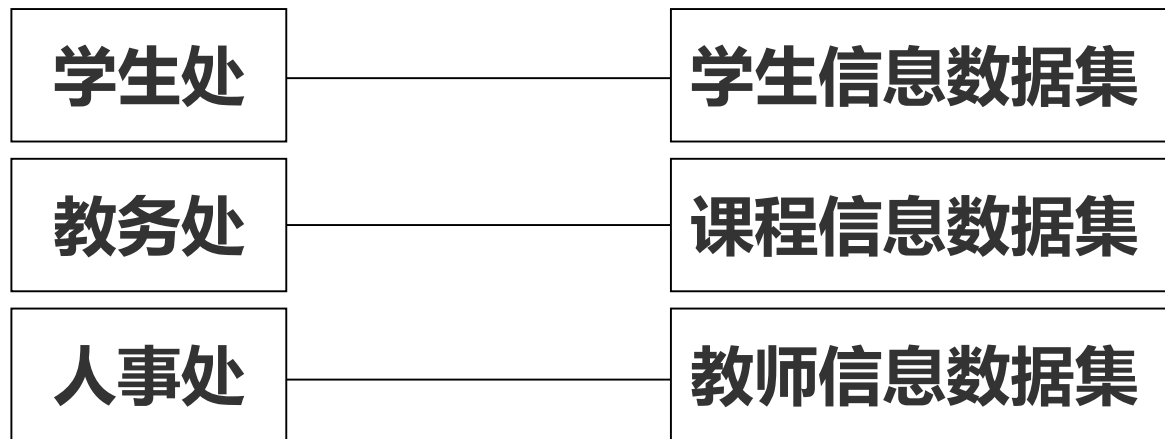 学生处
学生信息数据集
教务处
课程信息数据集
人事处
教师信息数据集